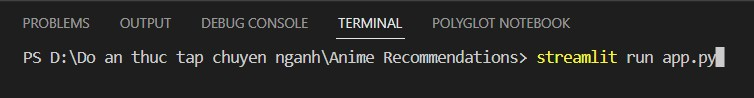 PROBLEMS OUTPUT DEBUG CONSOLE TERMINAL POLYGLOT NOTEBOOK
PS D:\Do an thuc tap chuyen nganh\Anime Recommendations> streamlit run app.py